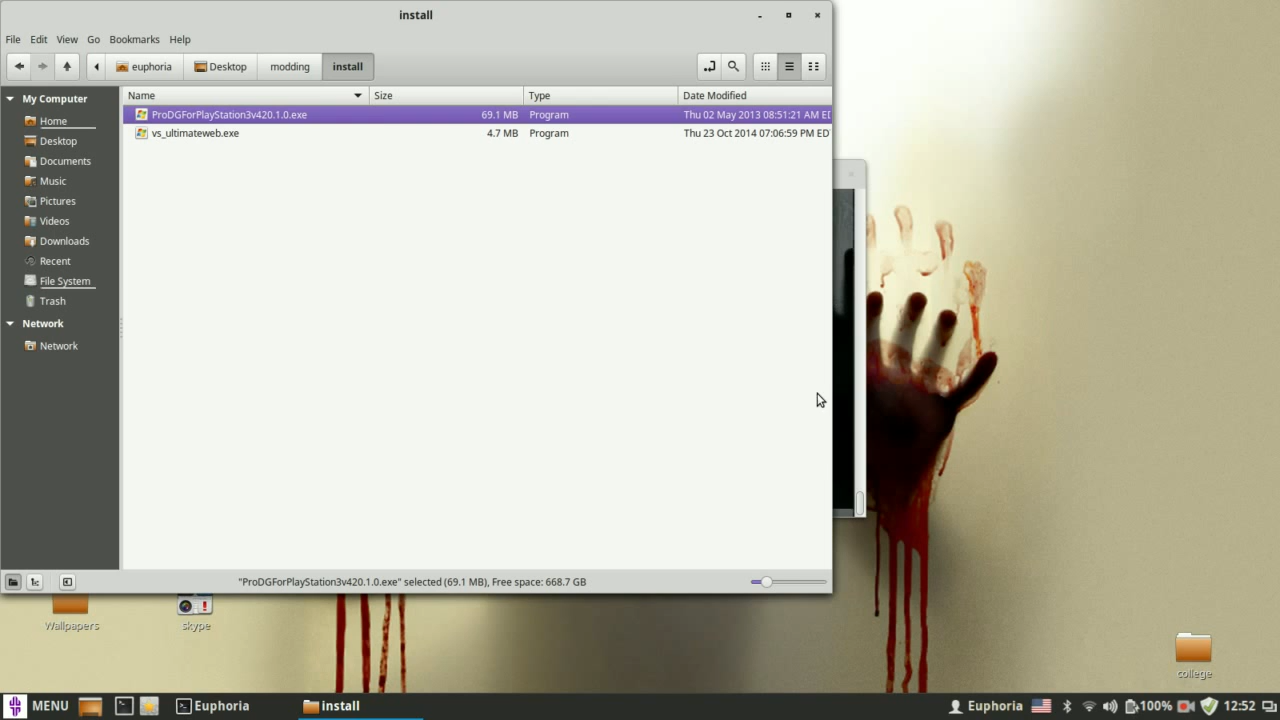 install
File Edit View Go Bookmarks Help
euphoria Desktop modding install
Name Size Type Date Modified
My Computer
Home
Desktop
Documents
Music
Pictures
Videos
Downloads
Recent
File System
Trash
Network
Network
ProDGForPlayStation3v420.1.0.exe 69.1 MB Program Thu 02 May 2013 08:51:21 AM ED
vs_ultimateweb.exe 4.7 MB Program Thu 23 Oct 2014 07:06:59 PM EDT
"ProDGForPlayStation3v420.1.0.exe" selected (69.1 MB), Free space: 668.7 GB
Wallpapers
skype
college
MENU Euphoria install Euphoria 100% 12:52